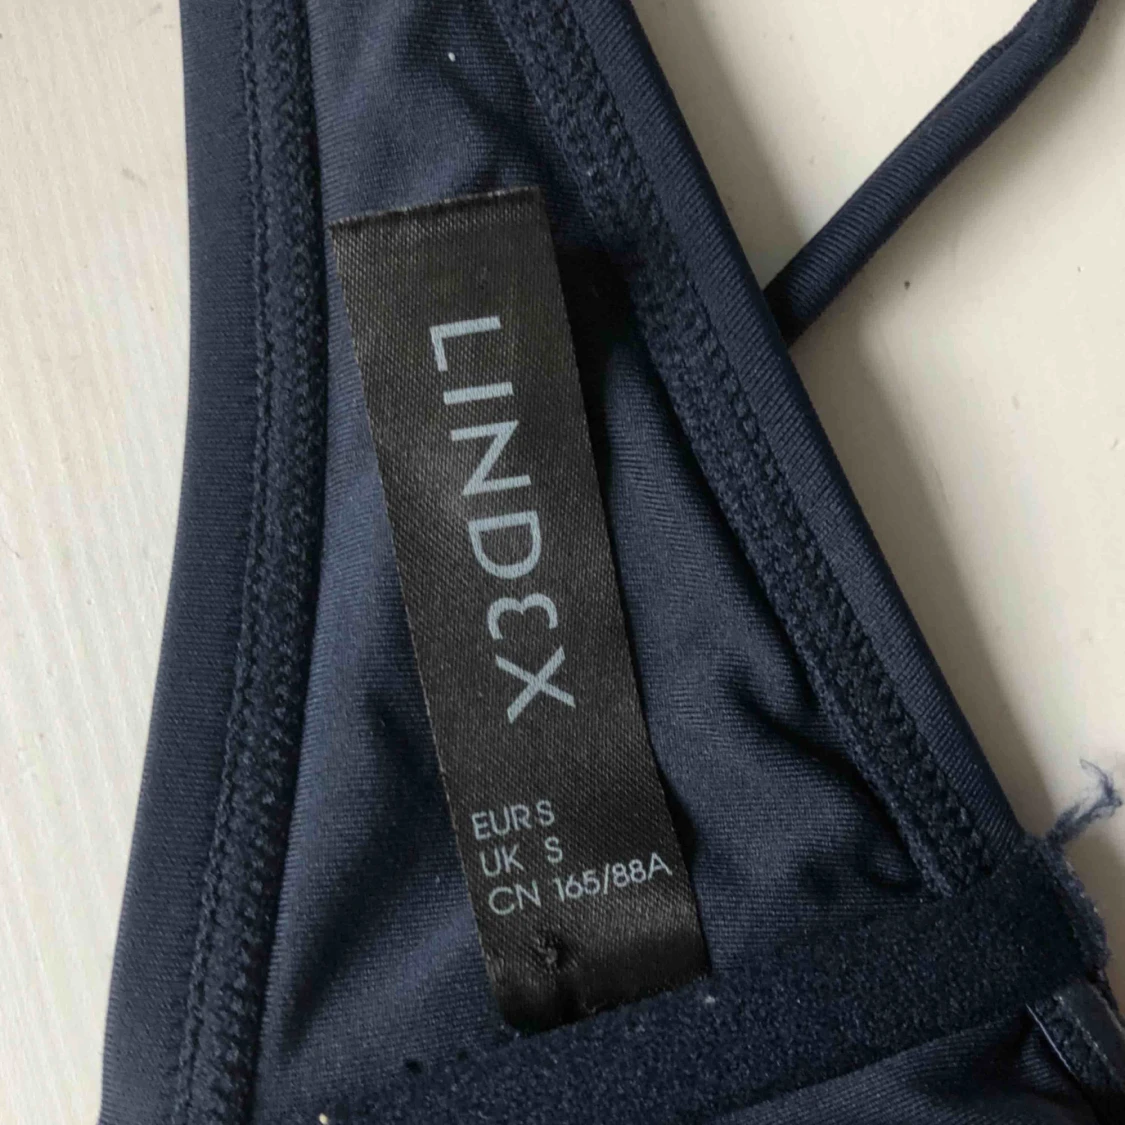 LINDEX
EUR S
UK S
CN 165/88A